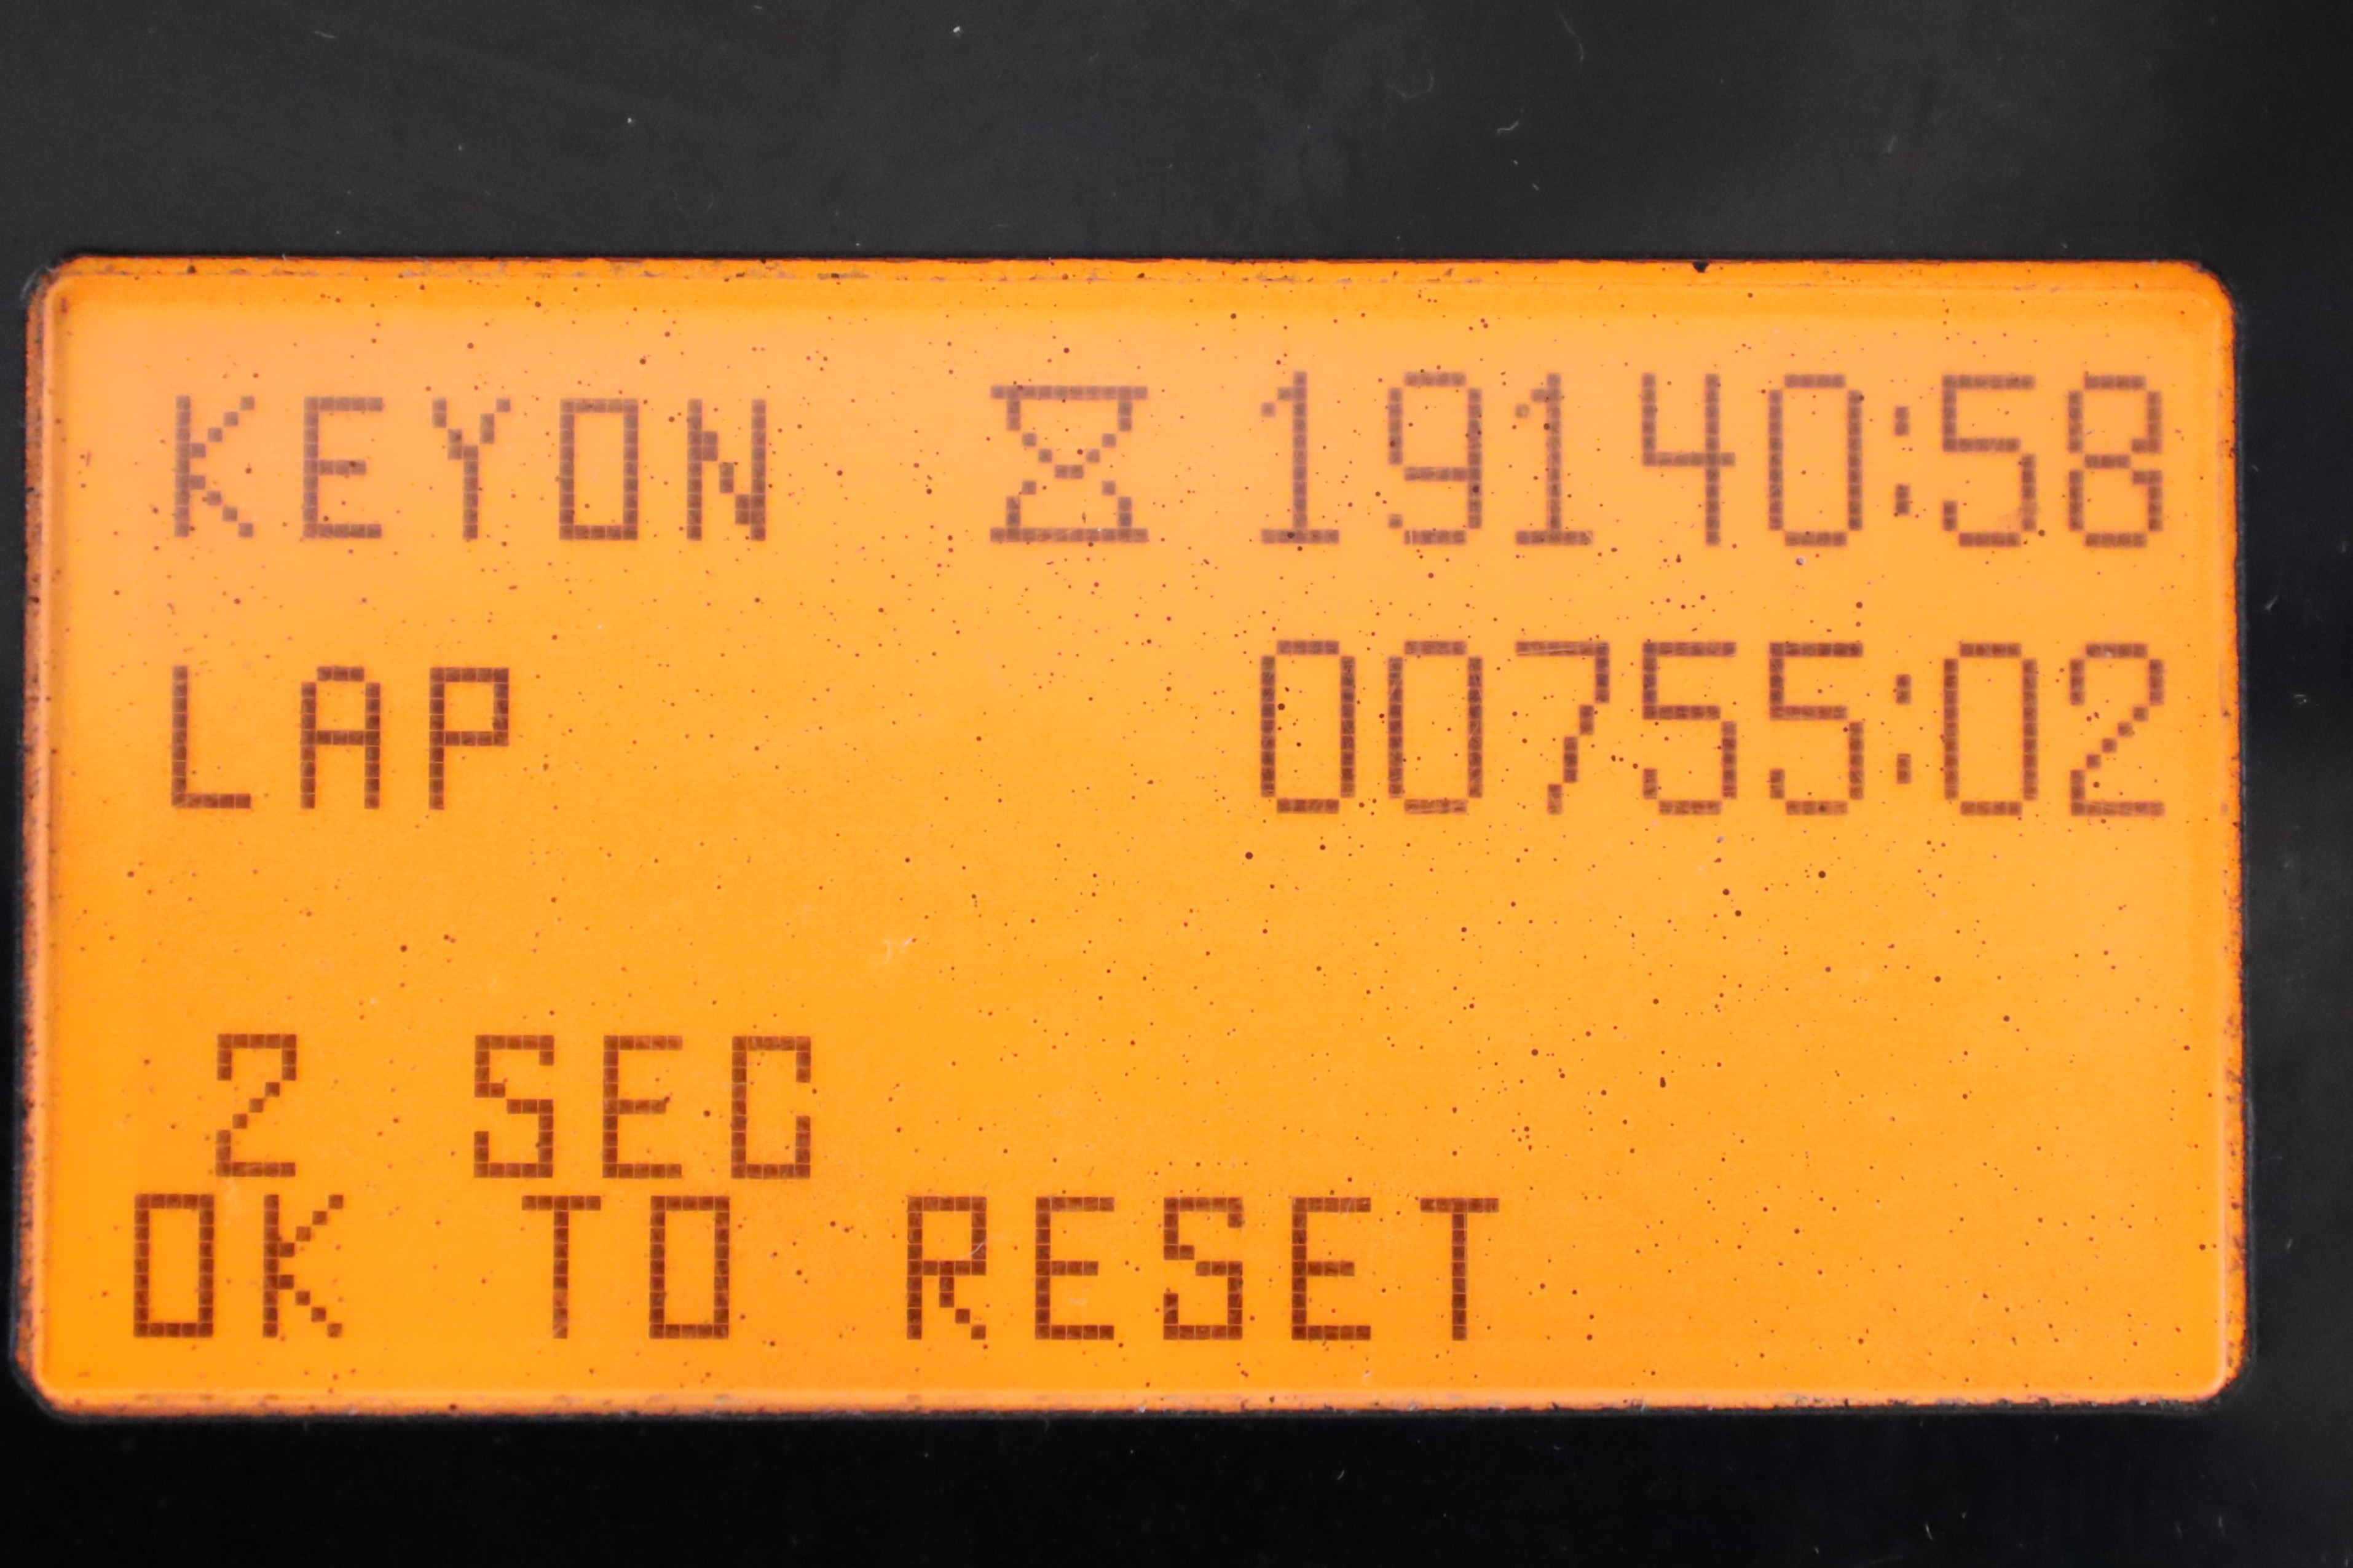 KEYON 19140:58
LAP 00755:02
2 SEC
OK TO RESET